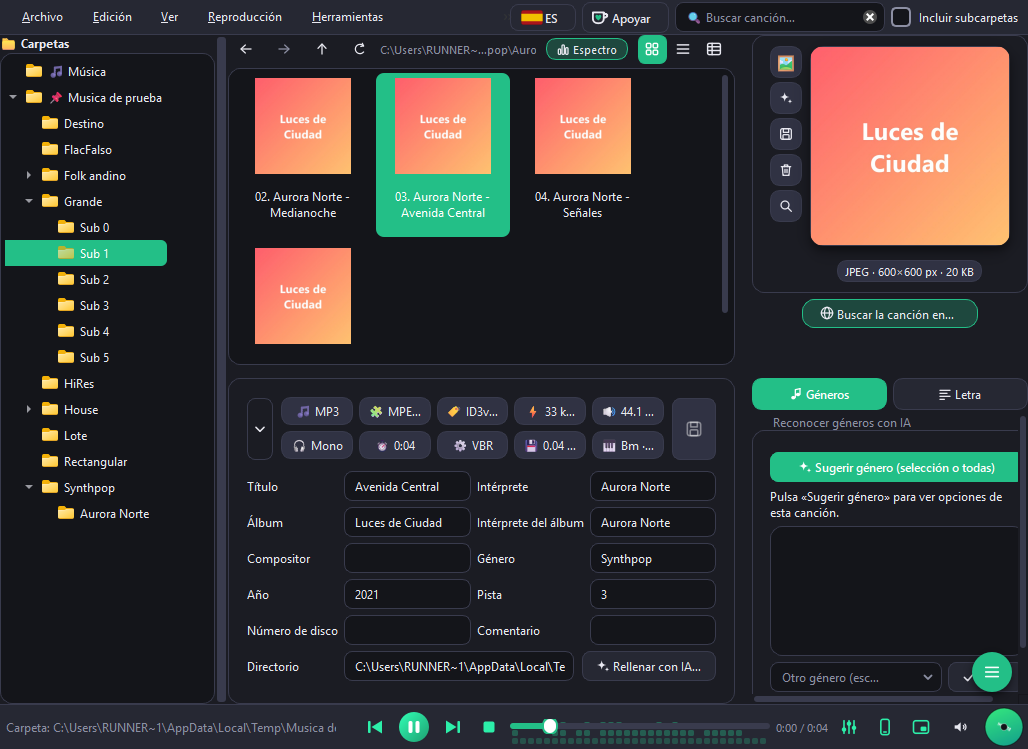 Archivo Edición Ver Reproducción Herramientas ES Apoyar Buscar canción... Incluir subcarpetas
Carpetas
Música
Musica de prueba
Destino
FlacFalso
Folk andino
Grande
Sub 0
Sub 1
Sub 2
Sub 3
Sub 4
Sub 5
HiRes
House
Lote
Rectangular
Synthpop
Aurora Norte
C:\Users\RUNNER~...pop\Auro Espectro
Luces de
Ciudad
02. Aurora Norte -
Medianoche
Luces de
Ciudad
03. Aurora Norte -
Avenida Central
Luces de
Ciudad
04. Aurora Norte -
Señales
Luces de
Ciudad
MP3 MPE... ID3v... 33 k... 44.1 ...
Mono 0:04 VBR 0.04 ... Bm ·...
Título Avenida Central Intérprete Aurora Norte
Álbum Luces de Ciudad Intérprete del álbum Aurora Norte
Compositor Género Synthpop
Año 2021 Pista 3
Número de disco Comentario
Directorio C:\Users\RUNNER~1\AppData\Local\Te Rellenar con IA...
Luces de
Ciudad
JPEG · 600×600 px · 20 KB
Buscar la canción en...
Géneros Letra
Reconocer géneros con IA
Sugerir género (selección o todas)
Pulsa «Sugerir género» para ver opciones de
esta canción.
Otro género (esc...
Carpeta: C:\Users\RUNNER~1\AppData\Local\Temp\Musica de 0:00 / 0:04